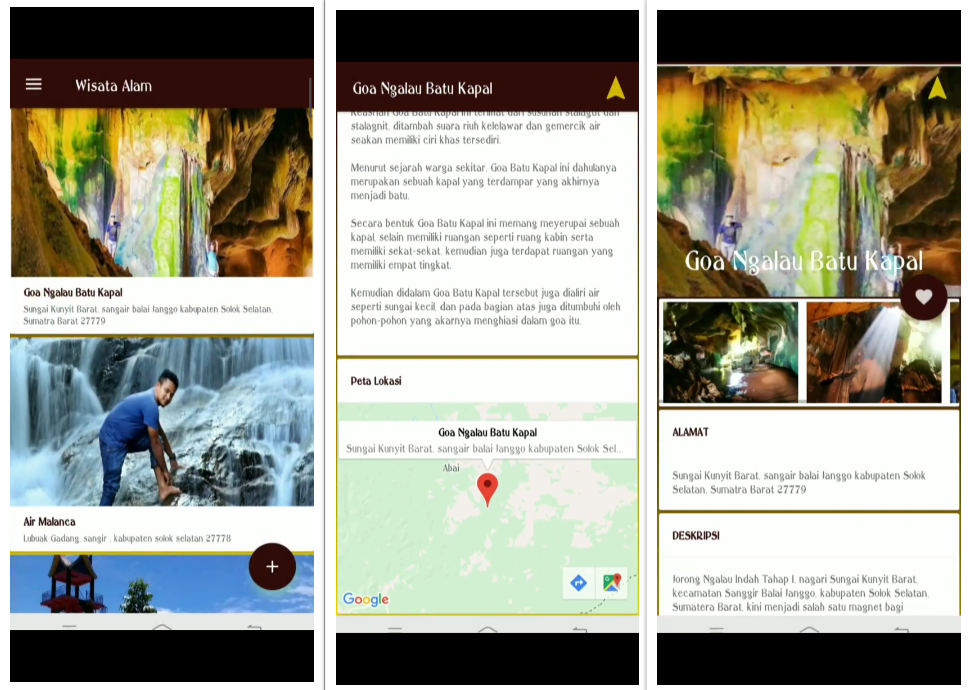 Wisata Alam
Goa Ngalau Batu Kapal
Sungai Kunyit Barat, sangir balai Janggo kabupaten Solok Selatan,
Sumatra Barat 27779
Air Malanca
Lubuak Gadang, sangir , kabupaten solok selatan 27778
Goa Ngalau Batu Kapal
Keaslian Goa Batu Kapal ini terlihat dari susunan stalagtit dan
stalagnit, ditambah suara riuh kelelawar dan gemercik air
seakan memiliki ciri khas tersediri.
Menurut sejarah warga sekitar, Goa Batu Kapal ini dahulunya
merupakan sebuah kapal yang terdampar yang akhirnya
menjadi batu.
Secara bentuk Goa Batu Kapal ini memang meyerupai sebuah
kapal, selain memiliki ruangan seperti ruang kabin serta
memiliki sekat-sekat, kemudian juga terdapat ruangan yang
memiliki empat tingkat.
Kemudian didalam Goa Batu Kapal tersebut juga dialiri air
seperti sungai kecil, dan pada bagian atas juga ditumbuhi oleh
pohon-pohon yang akarnya menghiasi dalam goa itu.
Peta Lokasi
Goa Ngalau Batu Kapal
Sungai Kunyit Barat, sangair balai Janggo kabupaten Solok Sel...
Abai
Google
Goa Ngalau Batu Kapal
ALAMAT
Sungai Kunyit Barat, sangair balai Janggo kabupaten Solok
Selatan, Sumatra Barat 27779
DESKRIPSI
Jorong Ngalau Indah Tahap I, nagari Sungai Kunyit Barat,
kecamatan Sanggir Balai Janggo, kabupaten Solok Selatan,
Sumatera Barat, kini menjadi salah satu magnet bagi